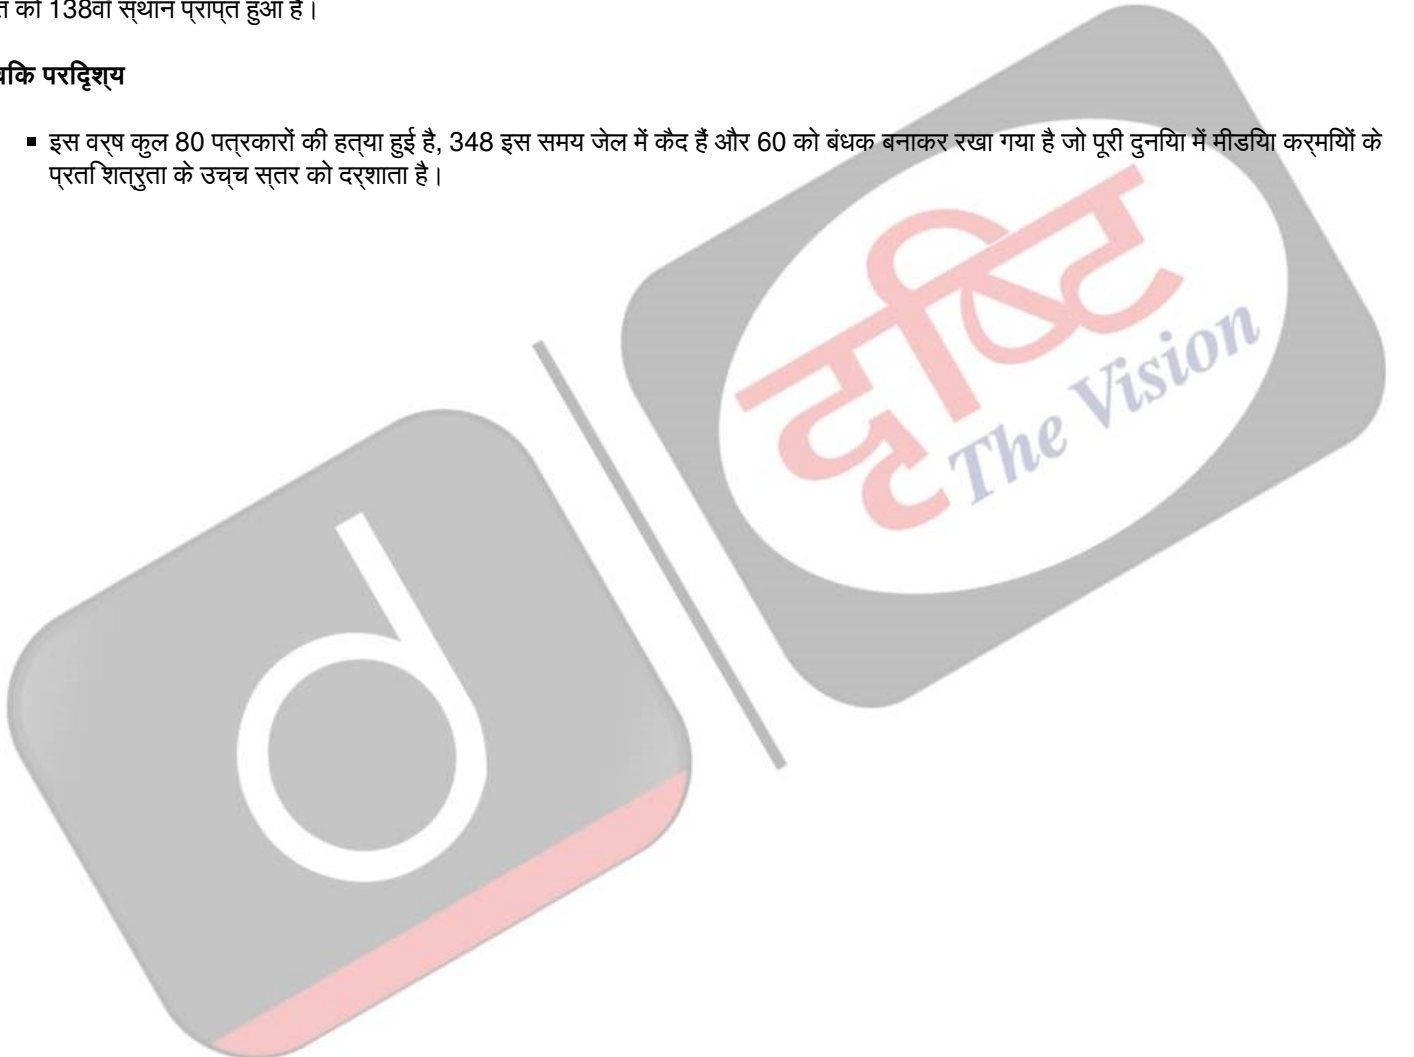 को 138वाँ स्थान प्राप्त हुआ है।
परिदृश्य
▪ इस वर्ष कुल 80 पत्रकारों की हत्या हुई है, 348 इस समय जेल में कैद हैं और 60 को बंधक बनाकर रखा गया है जो पूरी दुनिया में मीडिया कर्मियों के
प्रति शत्रुता के उच्च स्तर को दर्शाता है।
दृष्टि
The Vision
d